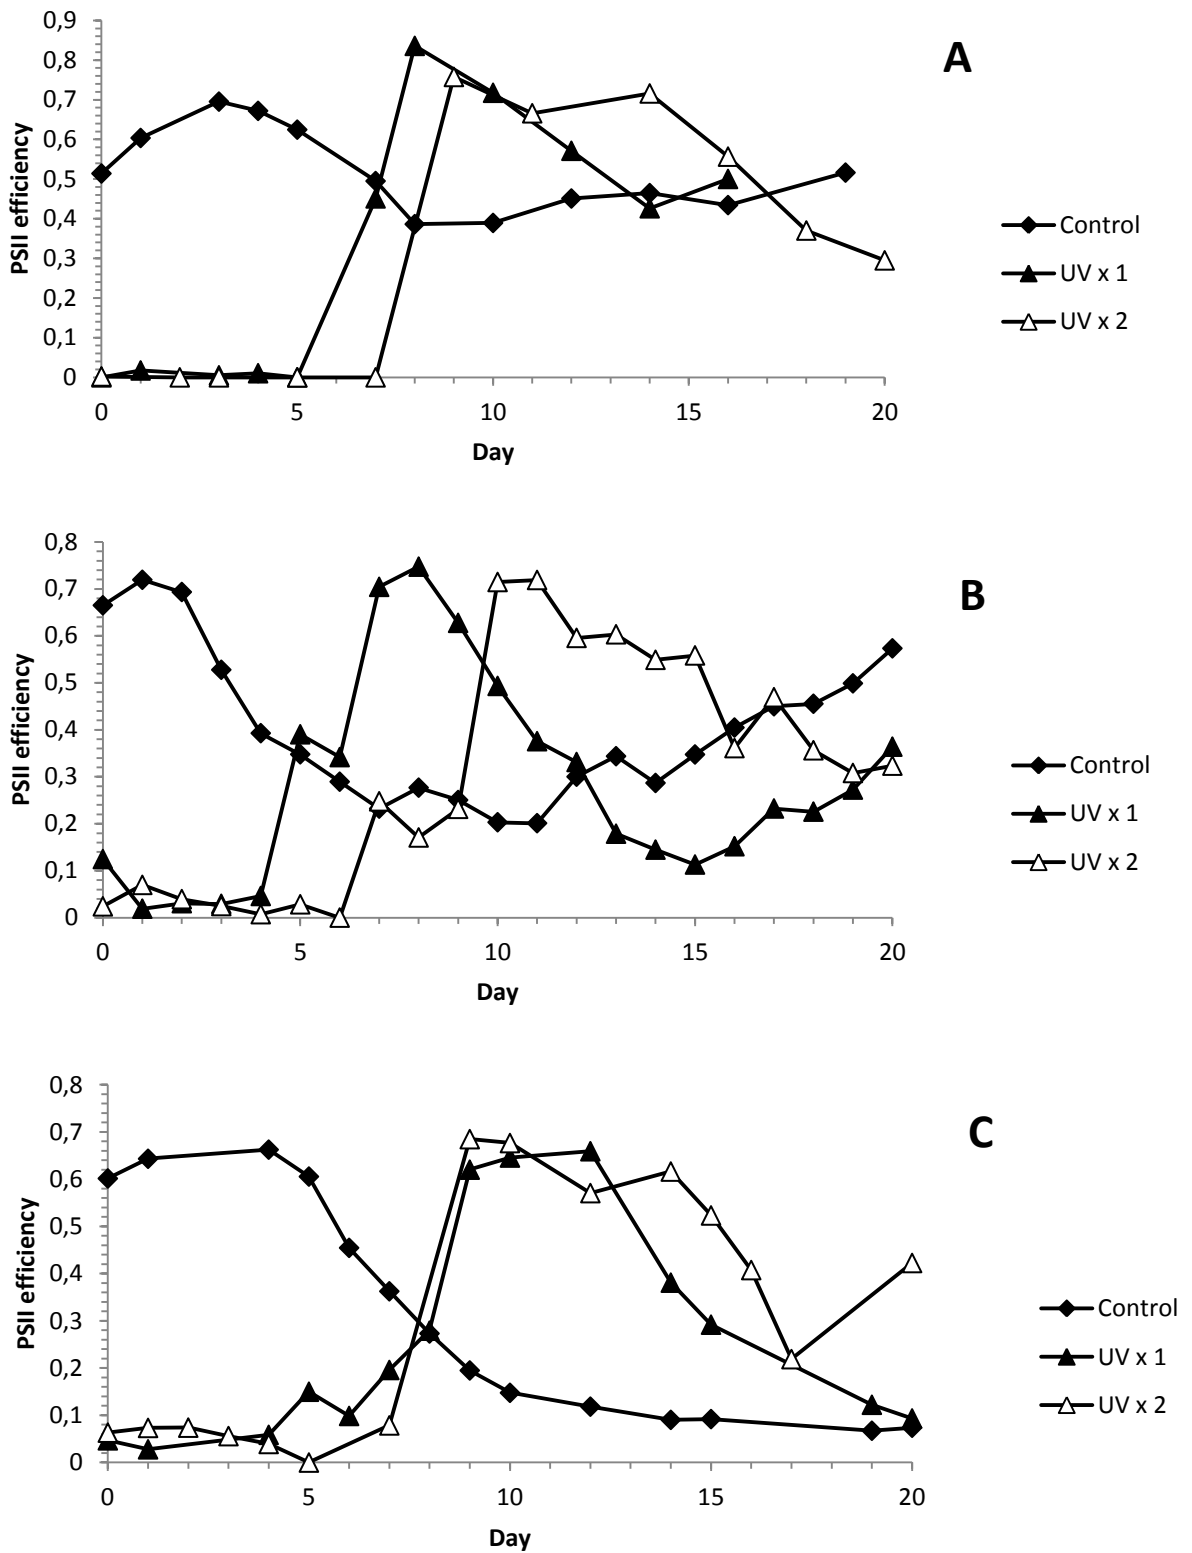 0,9
0,8
0,7
0,6
0,5
0,4
0,3
0,2
0,1
0
PSII efficiency
0 5 10 15 20
Day
A
Control
UV x 1
UV x 2
0,8
0,7
0,6
0,5
0,4
0,3
0,2
0,1
0
PSII efficiency
0 5 10 15 20
Day
B
Control
UV x 1
UV x 2
0,8
0,7
0,6
0,5
0,4
0,3
0,2
0,1
0
PSII efficiency
0 5 10 15 20
Day
C
Control
UV x 1
UV x 2